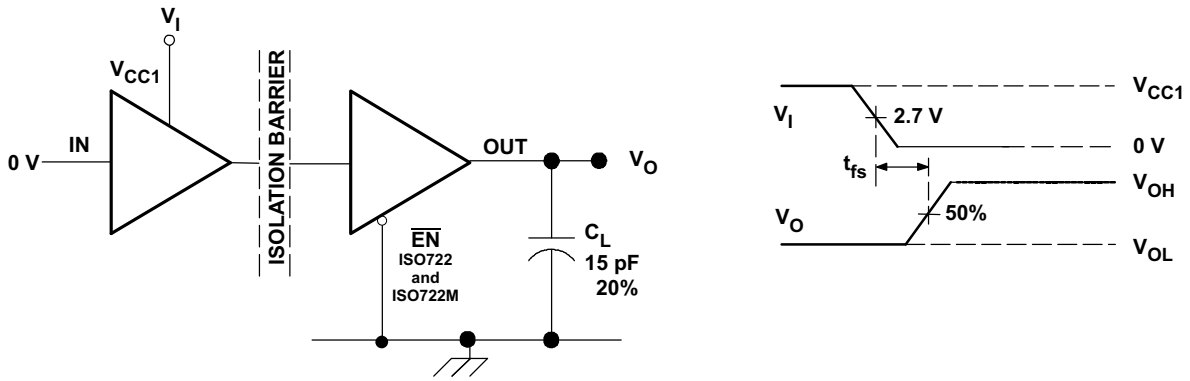 V_I
V_CC1
ISOLATION BARRIER
IN
0 V
OUT
V_O
EN
ISO722
and
ISO722M
C_L
15 pF
20%
V_I
2.7 V
V_CC1
0 V
t_fs
V_OH
V_O
50%
V_OL